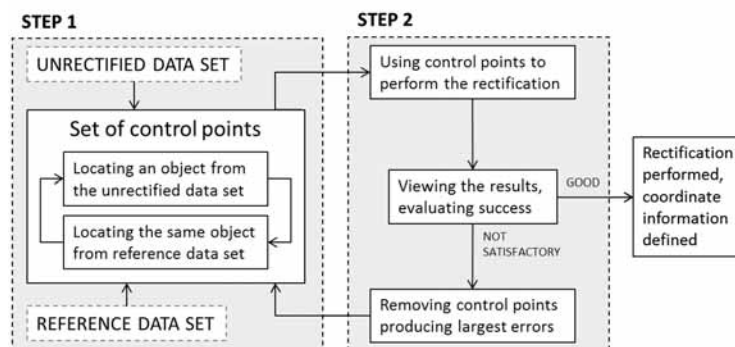 STEP 1
UNRECTIFIED DATA SET
Set of control points
Locating an object from
the unrectified data set
Locating the same object
from reference data set
REFERENCE DATA SET
STEP 2
Using control points to
perform the rectification
Viewing the results,
evaluating success
GOOD
NOT
SATISFACTORY
Removing control points
producing largest errors
Rectification
performed,
coordinate
information
defined